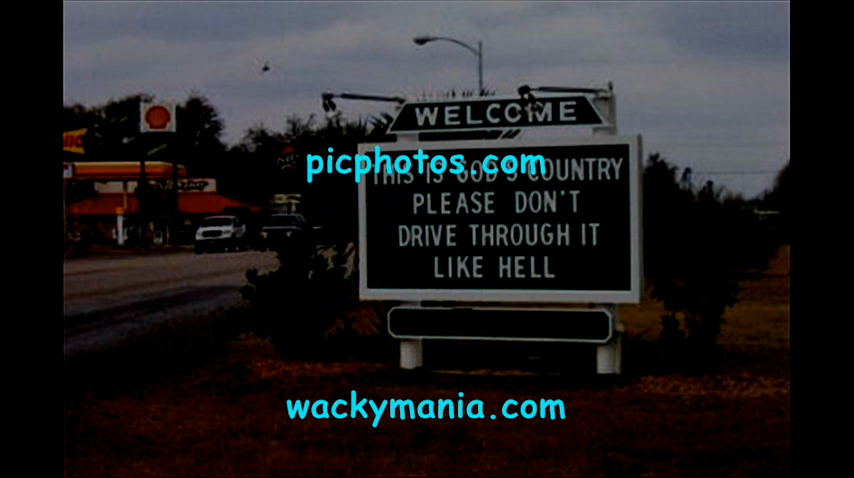 WELCOME
picphotos.com
THIS IS GOD'S COUNTRY
PLEASE DON'T
DRIVE THROUGH IT
LIKE HELL
wackymania.com